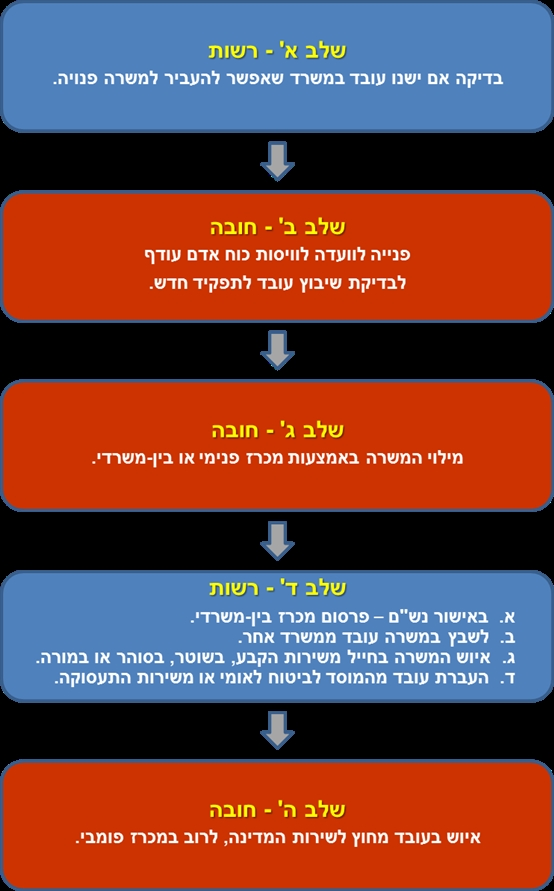 שלב א' - רשות
בדיקה אם ישנו עובד במשרד שאפשר להעביר למשרה פנויה.
שלב ב' - חובה
פנייה לוועדה לוויסות כוח אדם עודף
לבדיקת שיבוץ עובד לתפקיד חדש.
שלב ג' - חובה
מילוי המשרה באמצעות מכרז פנימי או בין-משרדי.
שלב ד' - רשות
א. באישור נש"ם – פרסום מכרז בין-משרדי.
ב. לשבץ במשרה עובד ממשרד אחר.
ג. איוש המשרה בחייל משירות הקבע, בשוטר, בסוהר או במורה.
ד. העברת עובד מהמוסד לביטוח לאומי או משירות התעסוקה.
שלב ה' - חובה
איוש בעובד מחוץ לשירות המדינה, לרוב במכרז פומבי.